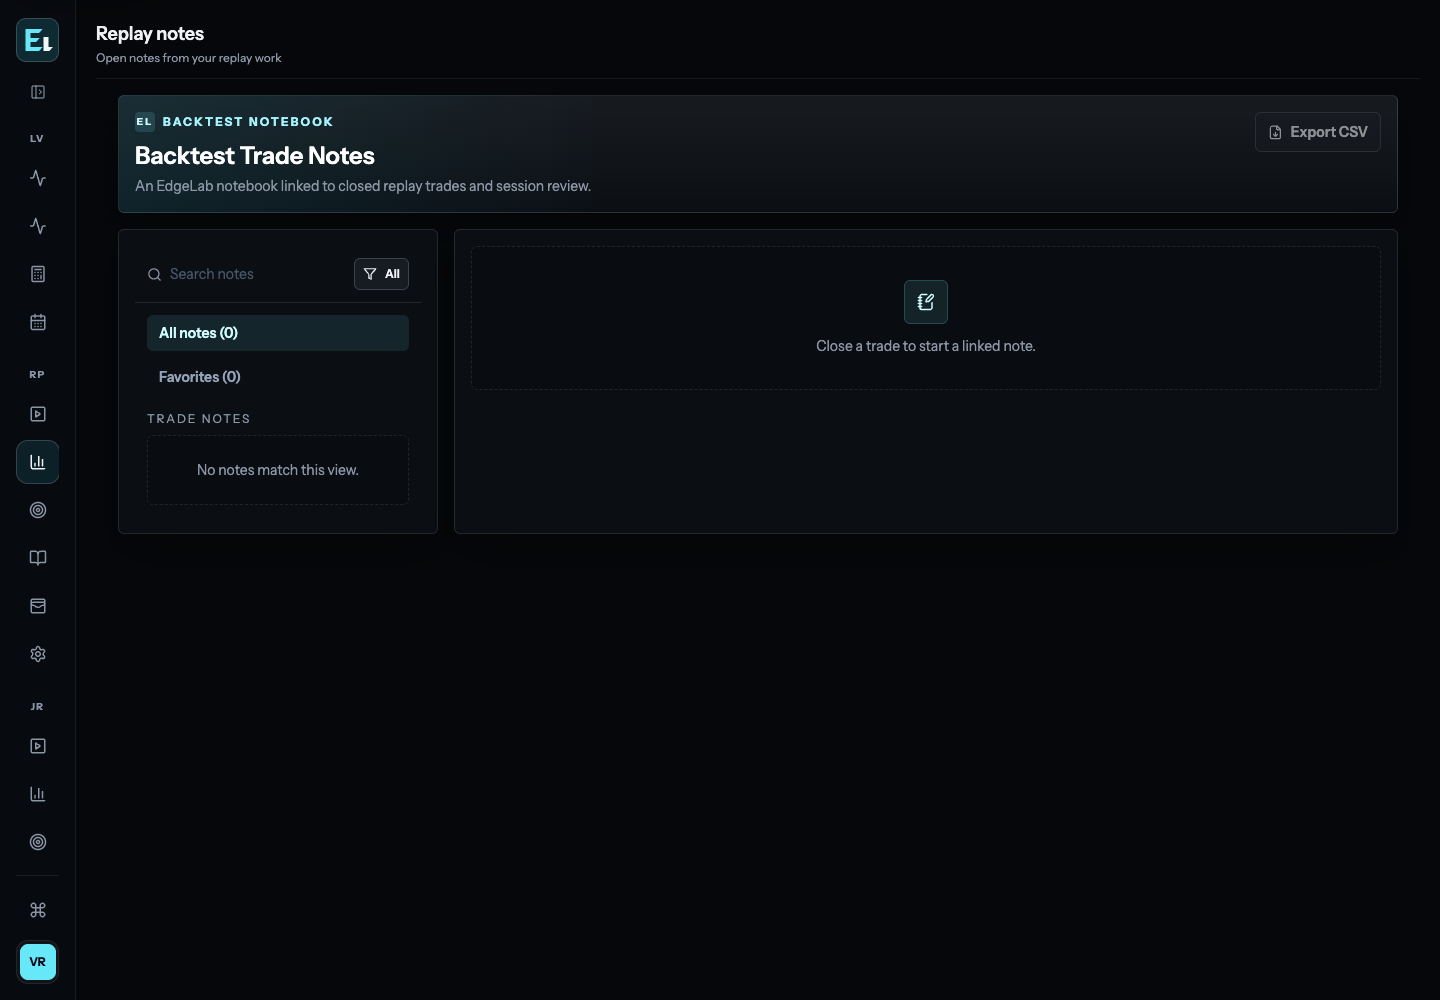 EL
LV
RP
JR
VR
Replay notes
Open notes from your replay work
EL BACKTEST NOTEBOOK
Backtest Trade Notes
An EdgeLab notebook linked to closed replay trades and session review.
Export CSV
Search notes
All
All notes (0)
Favorites (0)
TRADE NOTES
No notes match this view.
Close a trade to start a linked note.